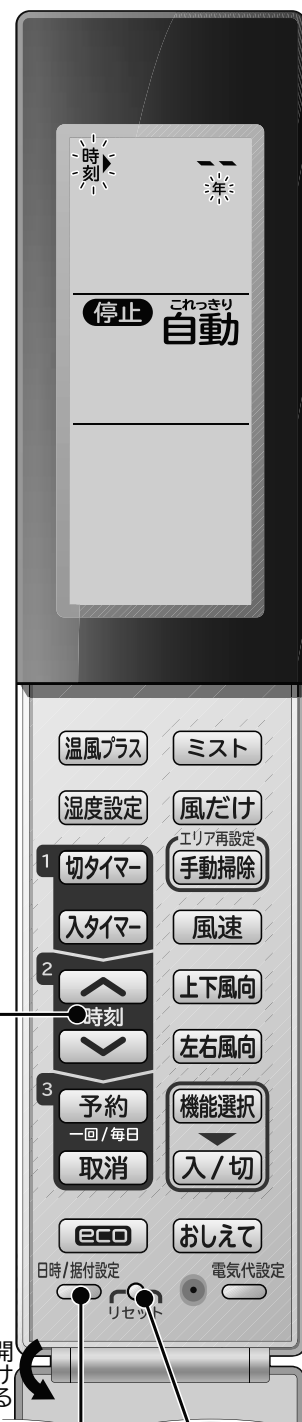 時刻
年
停止
これっきり
自動
温風プラス
ミスト
湿度設定
風だけ
エリア再設定
1
切タイマー
手動掃除
入タイマー
風速
2
上下風向
時刻
左右風向
3
予約
機能選択
一回/毎日
取消
入/切
eco
おしえて
日時/据付設定
電気代設定
リセット
開
け
る